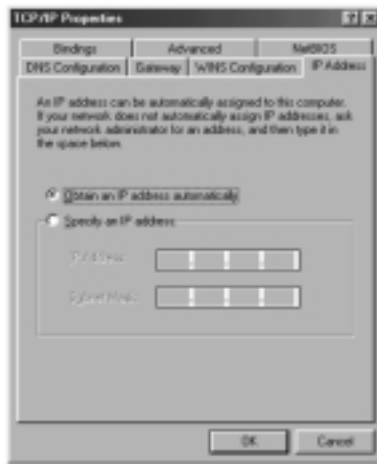 TCP/IP Properties
Bindings Advanced NetBIOS
DNS Configuration Gateway WINS Configuration IP Address
An IP address can be automatically assigned to this computer.
If your network does not automatically assign IP addresses, ask
your network administrator for an address, and then type it in
the space below.
Obtain an IP address automatically
Specify an IP address:
IP Address:
Subnet Mask:
OK Cancel